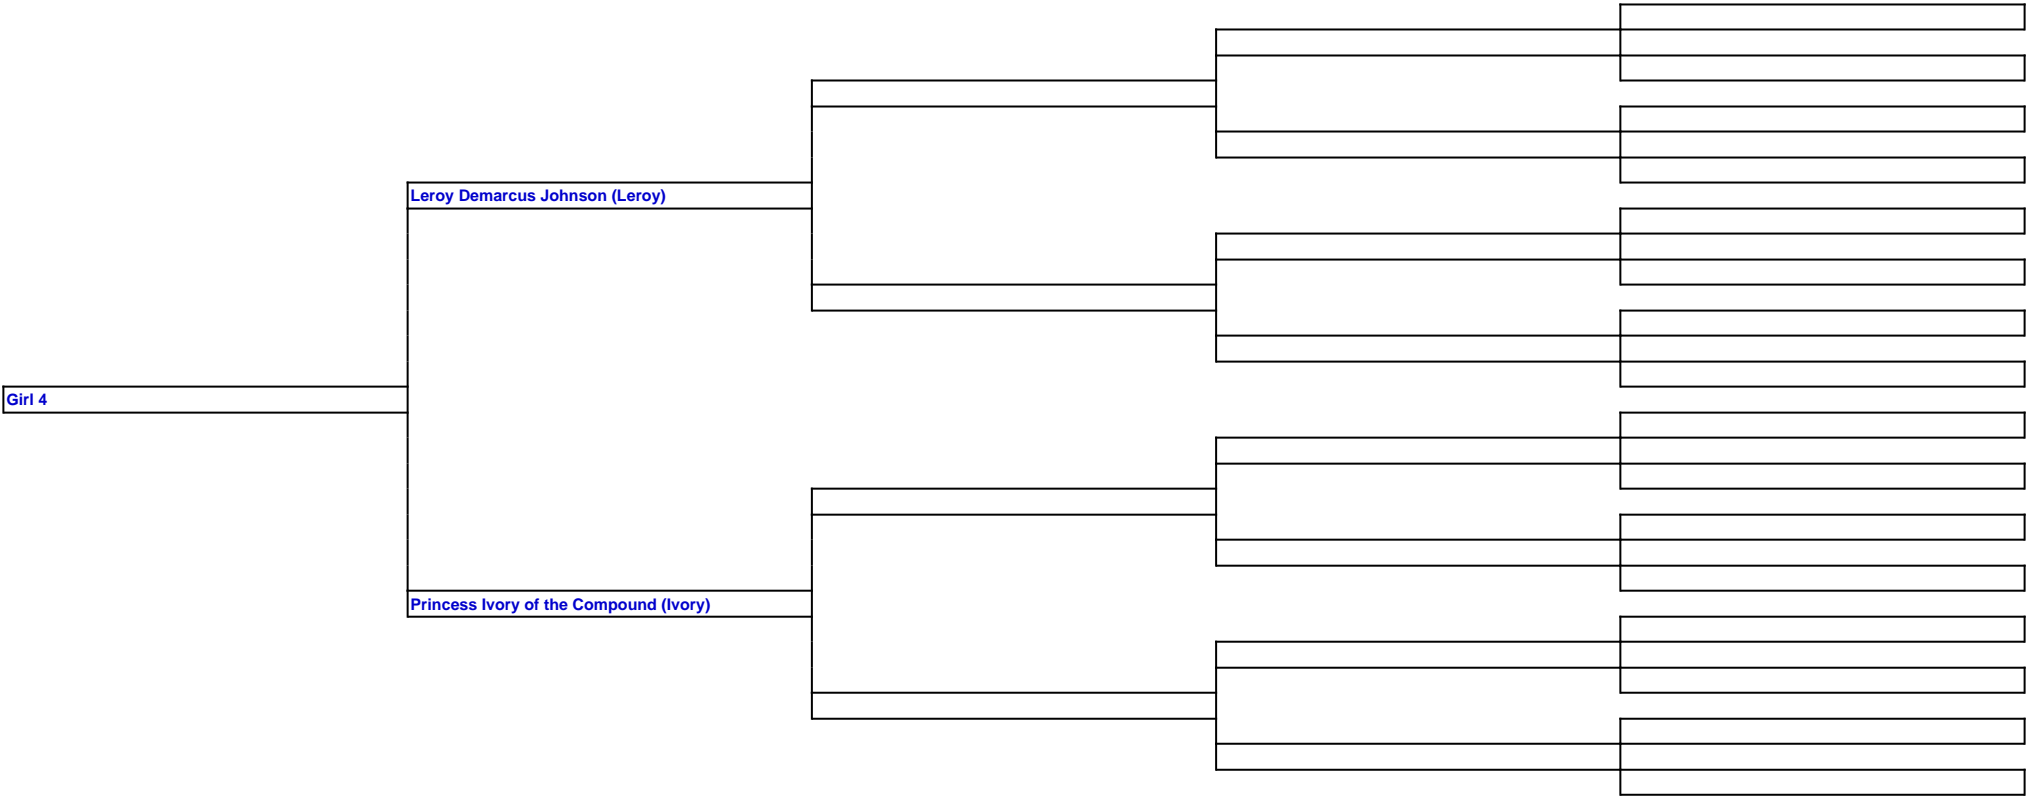 Leroy Demarcus Johnson (Leroy)
Girl 4
Princess Ivory of the Compound (Ivory)